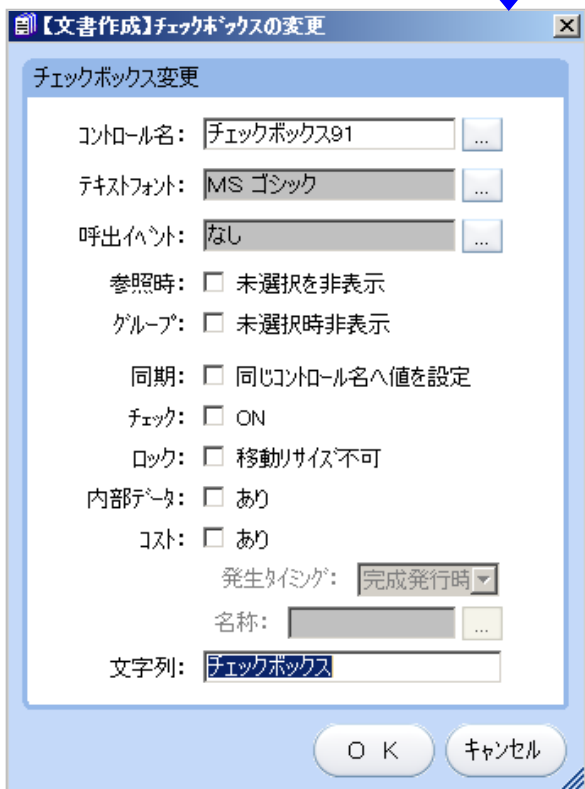 【文書作成】ﾁｪｯｸﾎﾞｯｸｽの変更
チェックボックス変更
ｺﾝﾄﾛｰﾙ名： チェックボックス91 ...
ﾃｷｽﾄﾌｫﾝﾄ： MS ゴシック ...
呼出ｲﾍﾞﾝﾄ： なし ...
参照時： 未選択を非表示
ｸﾞﾙｰﾌﾟ： 未選択時非表示
同期： 同じｺﾝﾄﾛｰﾙ名へ値を設定
ﾁｪｯｸ： ON
ﾛｯｸ： 移動ﾘｻｲｽﾞ不可
内部ﾃﾞｰﾀ： あり
ｺｽﾄ： あり
発生ﾀｲﾐﾝｸﾞ： 完成発行時
名称： ...
文字列： チェックボックス
ＯＫ ｷｬﾝｾﾙ